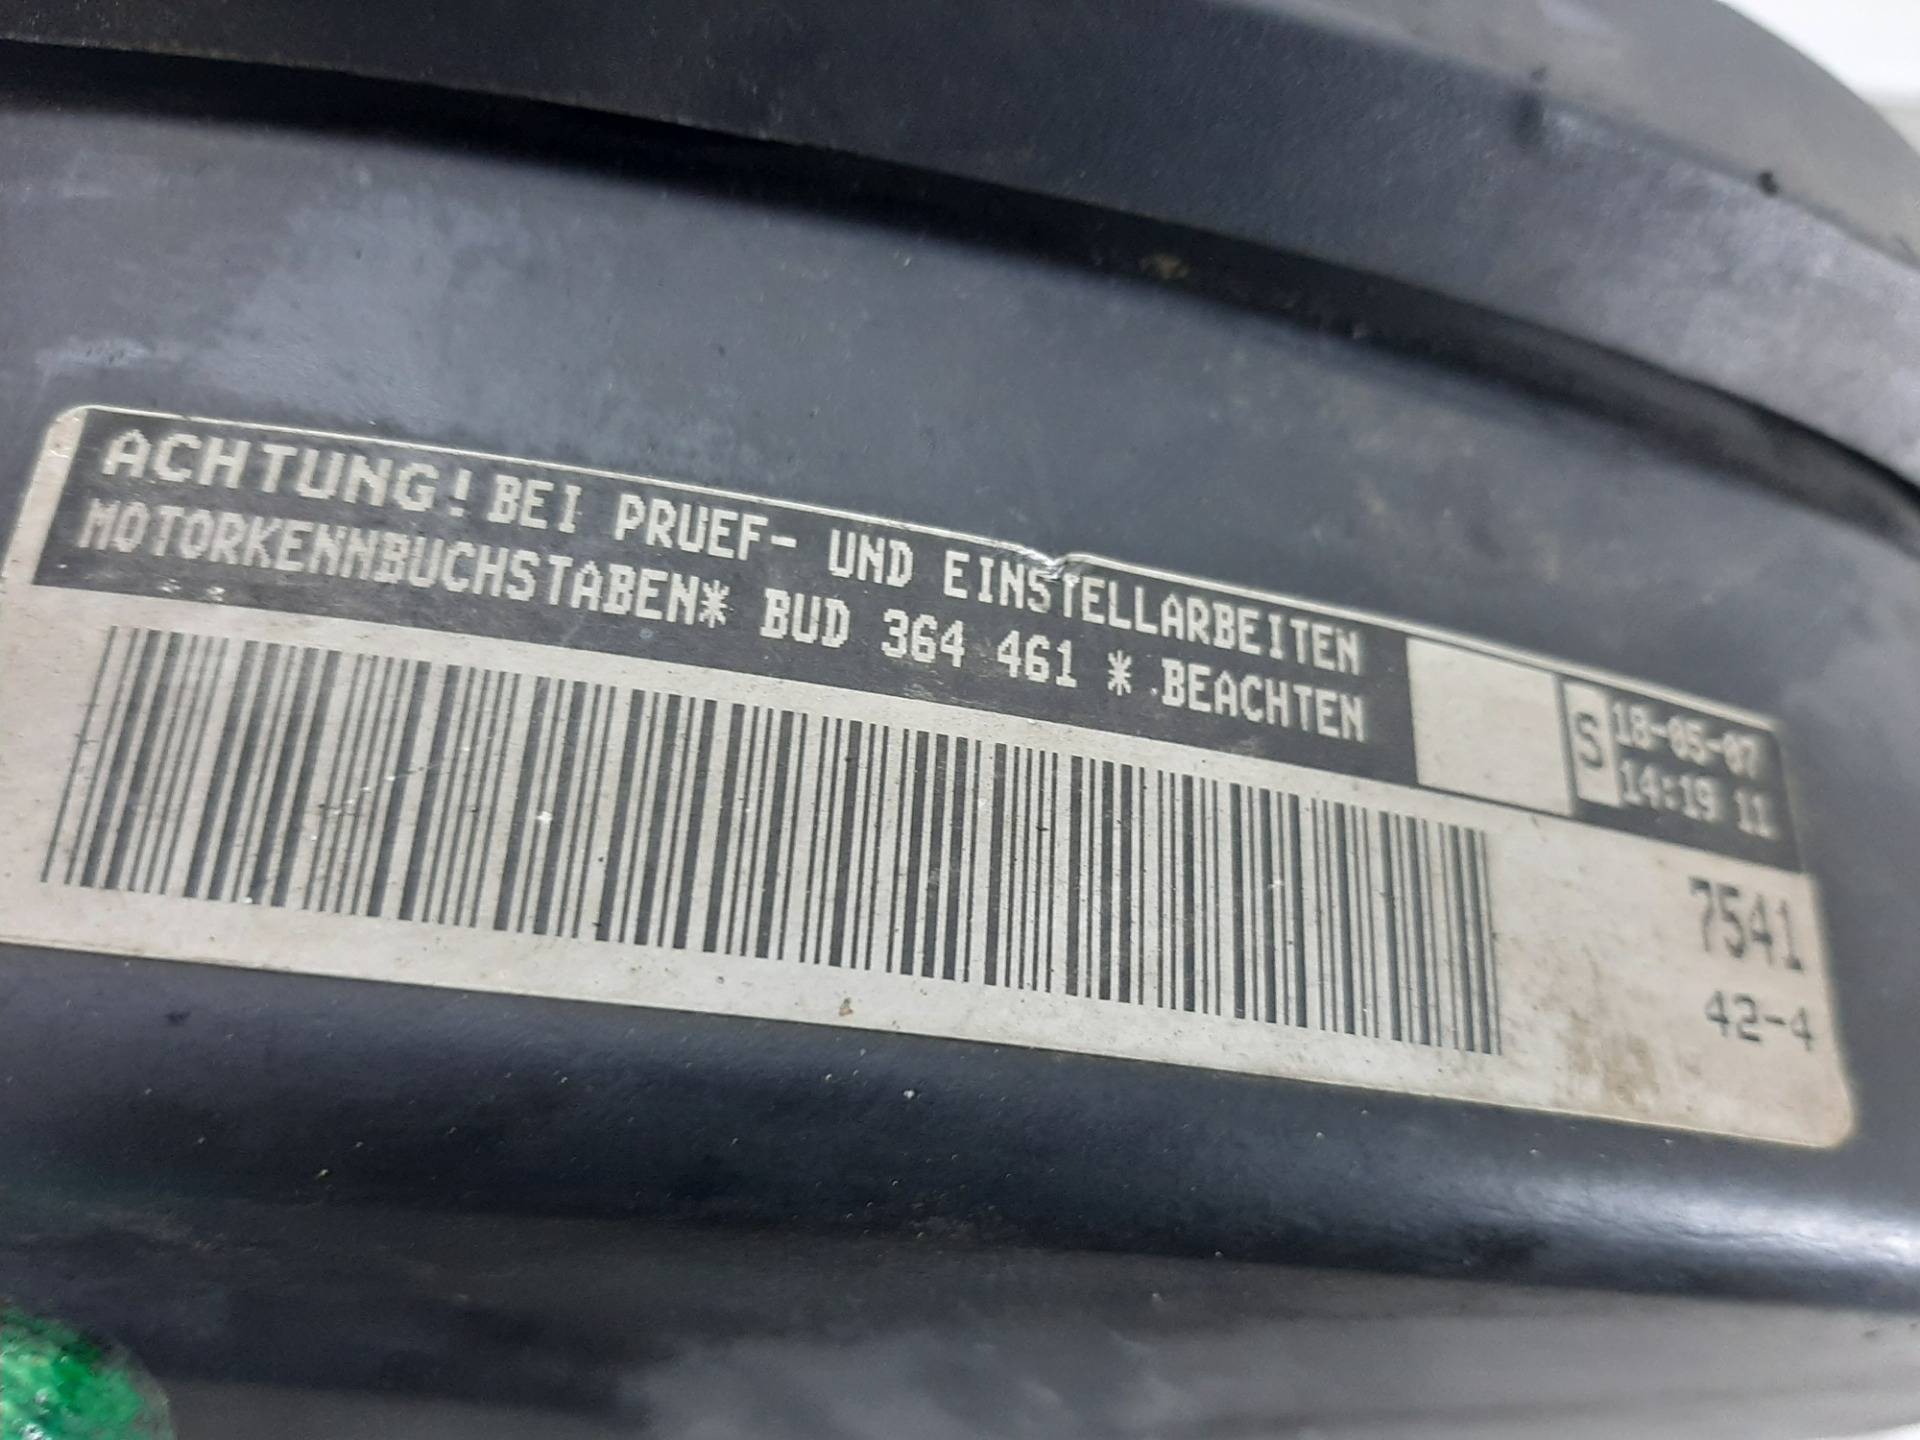 ACHTUNG! BEI PRUEF- UND EINSTELLARBEITEN
MOTORKENNBUCHSTABEN* BUD 364 461 * BEACHTEN
S
18-05-07
14:19 11
7541
42-4